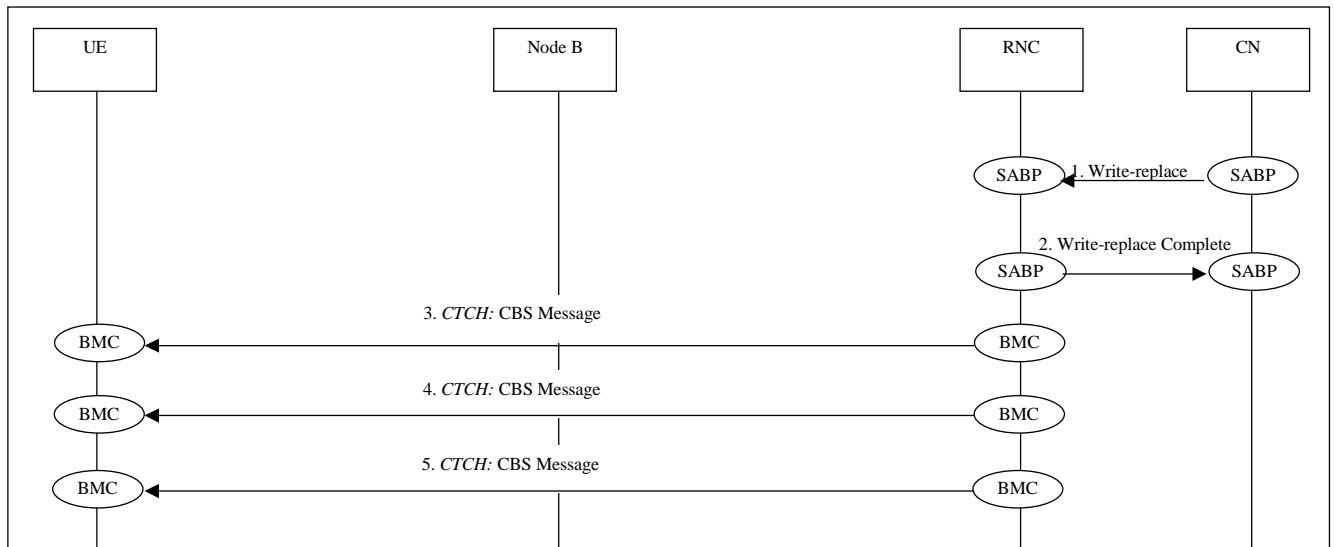 UE
Node B
RNC
CN
SABP
1. Write-replace
SABP
2. Write-replace Complete
SABP
SABP
3. CTCH: CBS Message
BMC
BMC
4. CTCH: CBS Message
BMC
BMC
5. CTCH: CBS Message
BMC
BMC